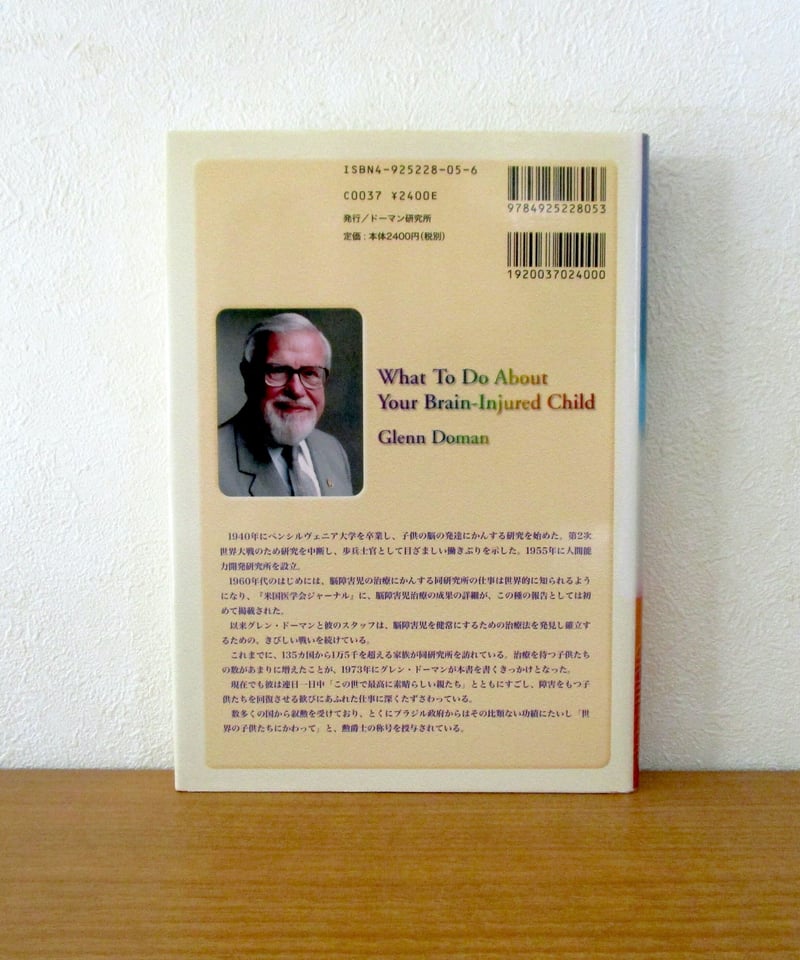 ISBN4-925228-05-6
C0037 ¥2400E
発行／ドーマン研究所
定価：本体2400円(税別)
9784925228053
1920037024000
What To Do About
Your Brain-Injured Child
Glenn Doman
1940年にペンシルヴェニア大学を卒業し、子供の脳の発達にかんする研究を始めた。第2次
世界大戦のため研究を中断し、歩兵士官として目ざましい働きぶりを示した。1955年に人間能
力開発研究所を設立。
1960年代のはじめには、脳障害児の治療にかんする同研究所の仕事は世界的に知られるよう
になり、『米国医学会ジャーナル』に、脳障害児治療の成果の詳細が、この種の報告としては初
めて掲載された。
以来グレン・ドーマンと彼のスタッフは、脳障害児を健常にするための治療法を発見し確立す
るための、きびしい戦いを続けている。
これまでに、135カ国から1万5千を超える家族が同研究所を訪れている。治療を待つ子供たち
の数があまりに増えたことが、1973年にグレン・ドーマンが本書を書くきっかけとなった。
現在でも彼は連日一日中「この世で最高に素晴らしい親たち」とともにすごし、障害をもつ子
供たちを回復させる歓びにあふれた仕事に深くたずさわっている。
数多くの国から叙勲を受けており、とくにブラジル政府からはその比類ない功績にたいし「世
界の子供たちにかわって」と、勲爵士の称号を授与されている。